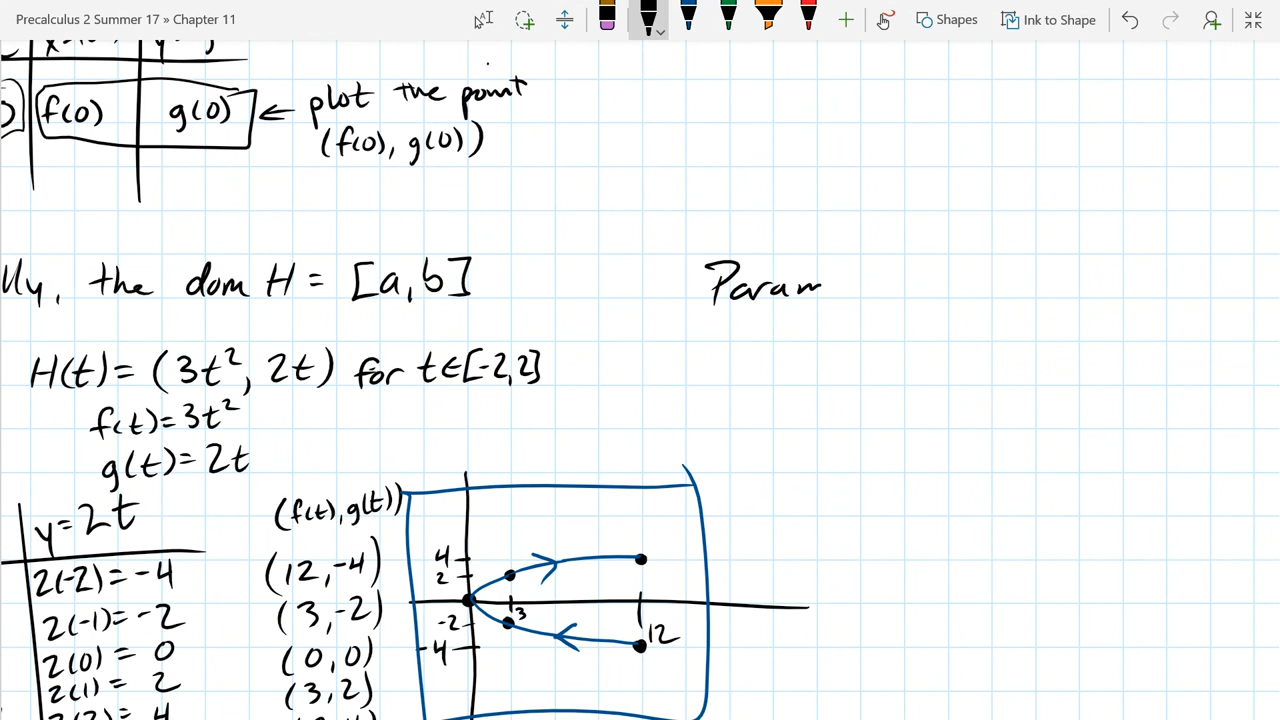 Precalculus 2 Summer 17 » Chapter 11
Shapes
Ink to Shape
f(0) g(0) ← plot the point
(f(0), g(0))
lly, the dom H = [a,b]
Param
H(t) = (3t², 2t) for t∈[-2,2]
f(t)=3t²
g(t)=2t
y=2t
(f(t),g(t))
2(-2)=-4
(12,-4)
2(-1)=-2
(3,-2)
2(0) = 0
(0,0)
2(1) = 2
(3,2)
4
2
-2
-4
3
12